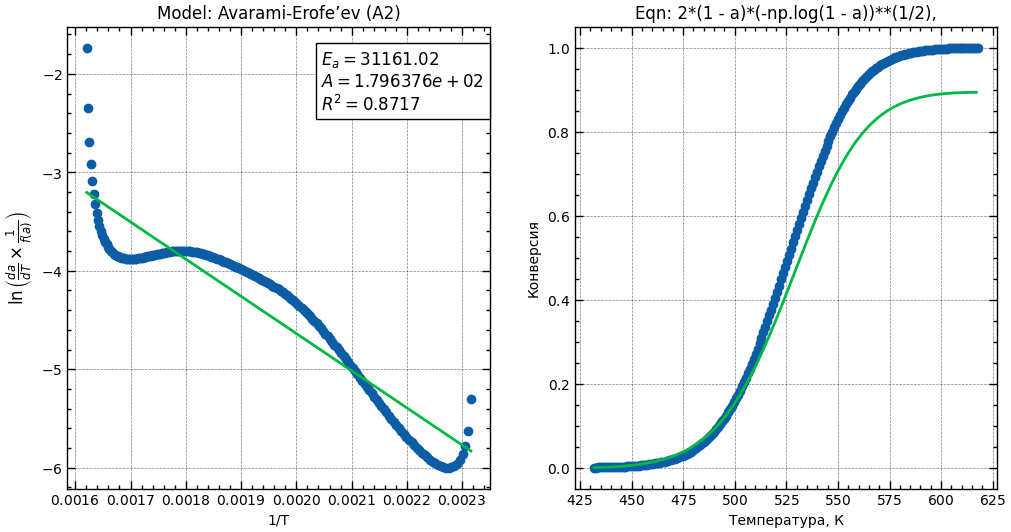 Model: Avarami-Erofe’ev (A2)
E_a = 31161.02
A = 1.796376e + 02
R^2 = 0.8717
ln(da/dT × 1/f(a))
−2
−3
−4
−5
−6
0.0016 0.0017 0.0018 0.0019 0.0020 0.0021 0.0022 0.0023
1/T
Eqn: 2*(1 - a)*(-np.log(1 - a))**(1/2),
Конверсия
1.0
0.8
0.6
0.4
0.2
0.0
425 450 475 500 525 550 575 600 625
Температура, К